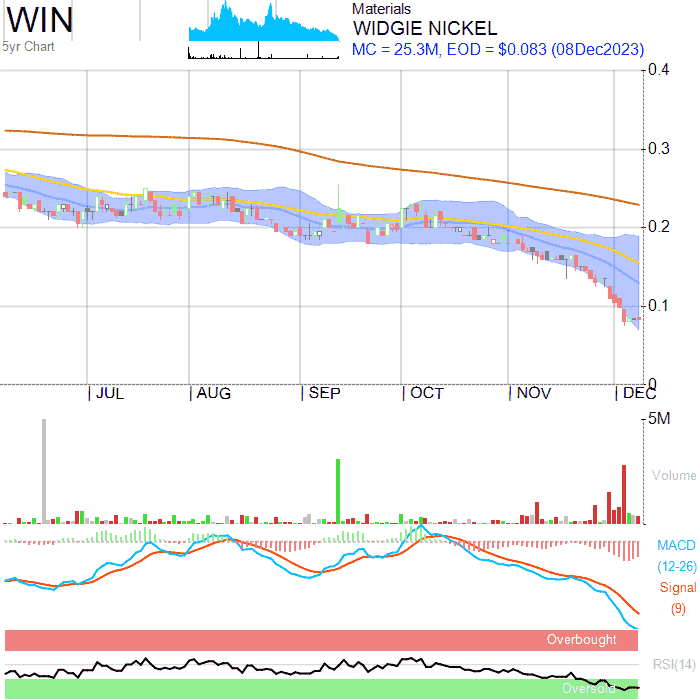 WIN
5yr Chart
Materials
WIDGIE NICKEL
MC = 25.3M, EOD = $0.083 (08Dec2023)
0.4
0.3
0.2
0.1
0
JUL AUG SEP OCT NOV DEC
5M
Volume
MACD
(12-26)
Signal
(9)
Overbought
RSI(14)
Oversold